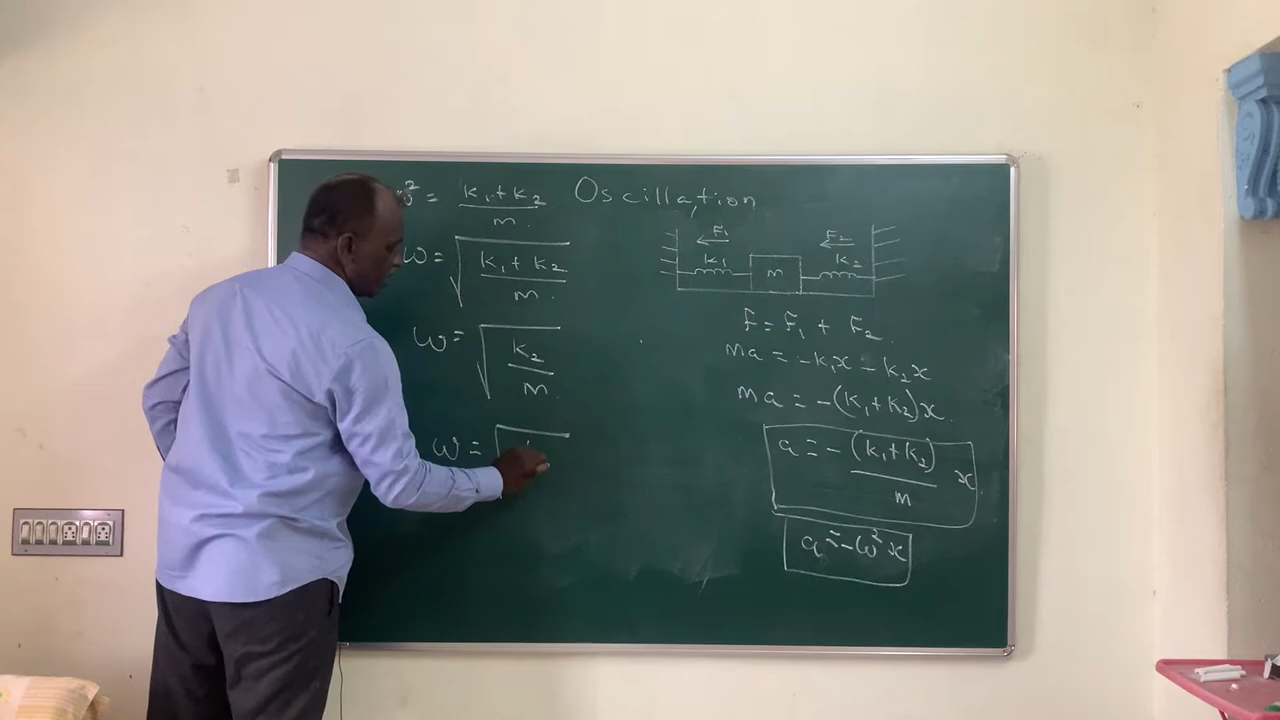 Oscillation
ω² = K₁+K₂/m.
ω = √(K₁+K₂/m.)
ω = √(K₂/m.)
ω = √
F₁ F₂
K₁ m K₂
F = F₁ + F₂.
ma = -K₁x - K₂x
ma = -(K₁+K₂)x
a = -(K₁+K₂)/m x
a = -ω²x